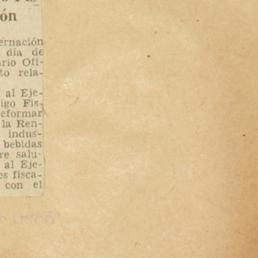 ón
ernación
día de
ario Ofi-
to rela-
al Eje-
igo Fis-
eformar
la Ren-
indus-
bebidas
re salu-
al Eje-
es fisca-
con el